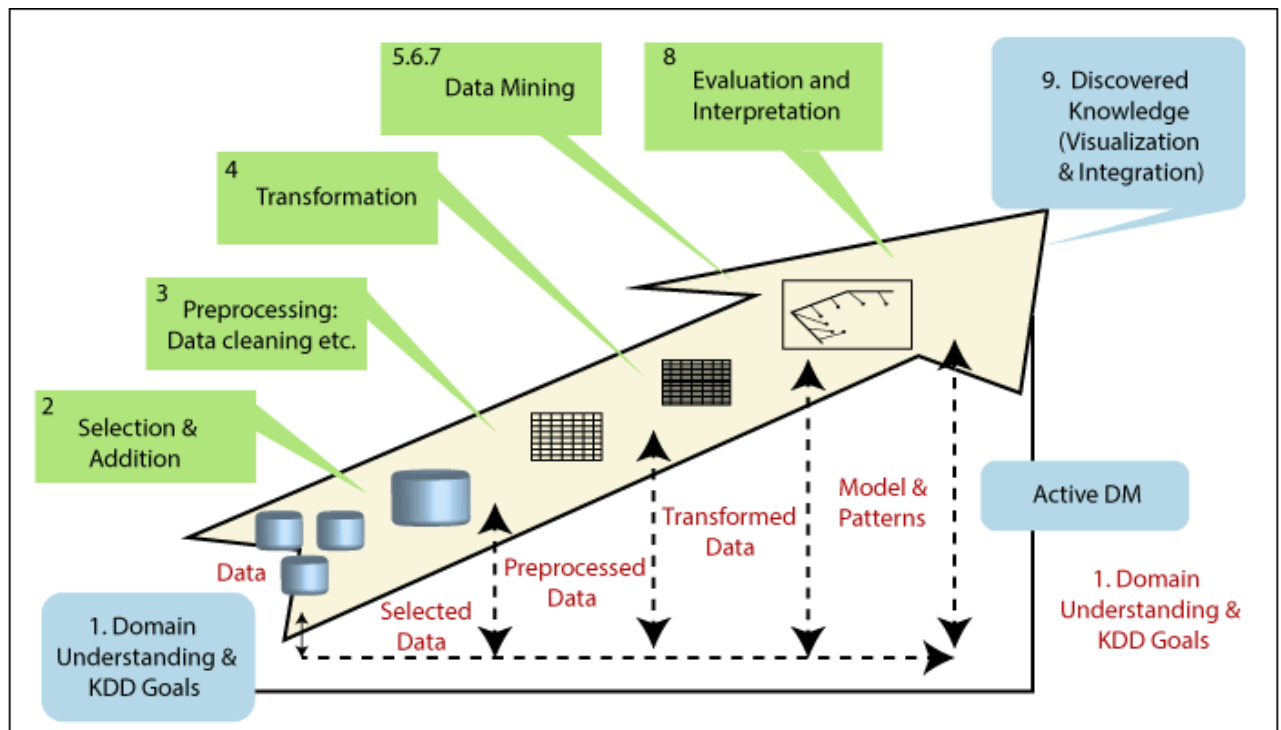 5.6.7
Data Mining
8
Evaluation and
Interpretation
9. Discovered
Knowledge
(Visualization
& Integration)
4
Transformation
3
Preprocessing:
Data cleaning etc.
2
Selection &
Addition
Data
Selected
Data
Preprocessed
Data
Transformed
Data
Model &
Patterns
Active DM
1. Domain
Understanding &
KDD Goals
1. Domain
Understanding &
KDD Goals